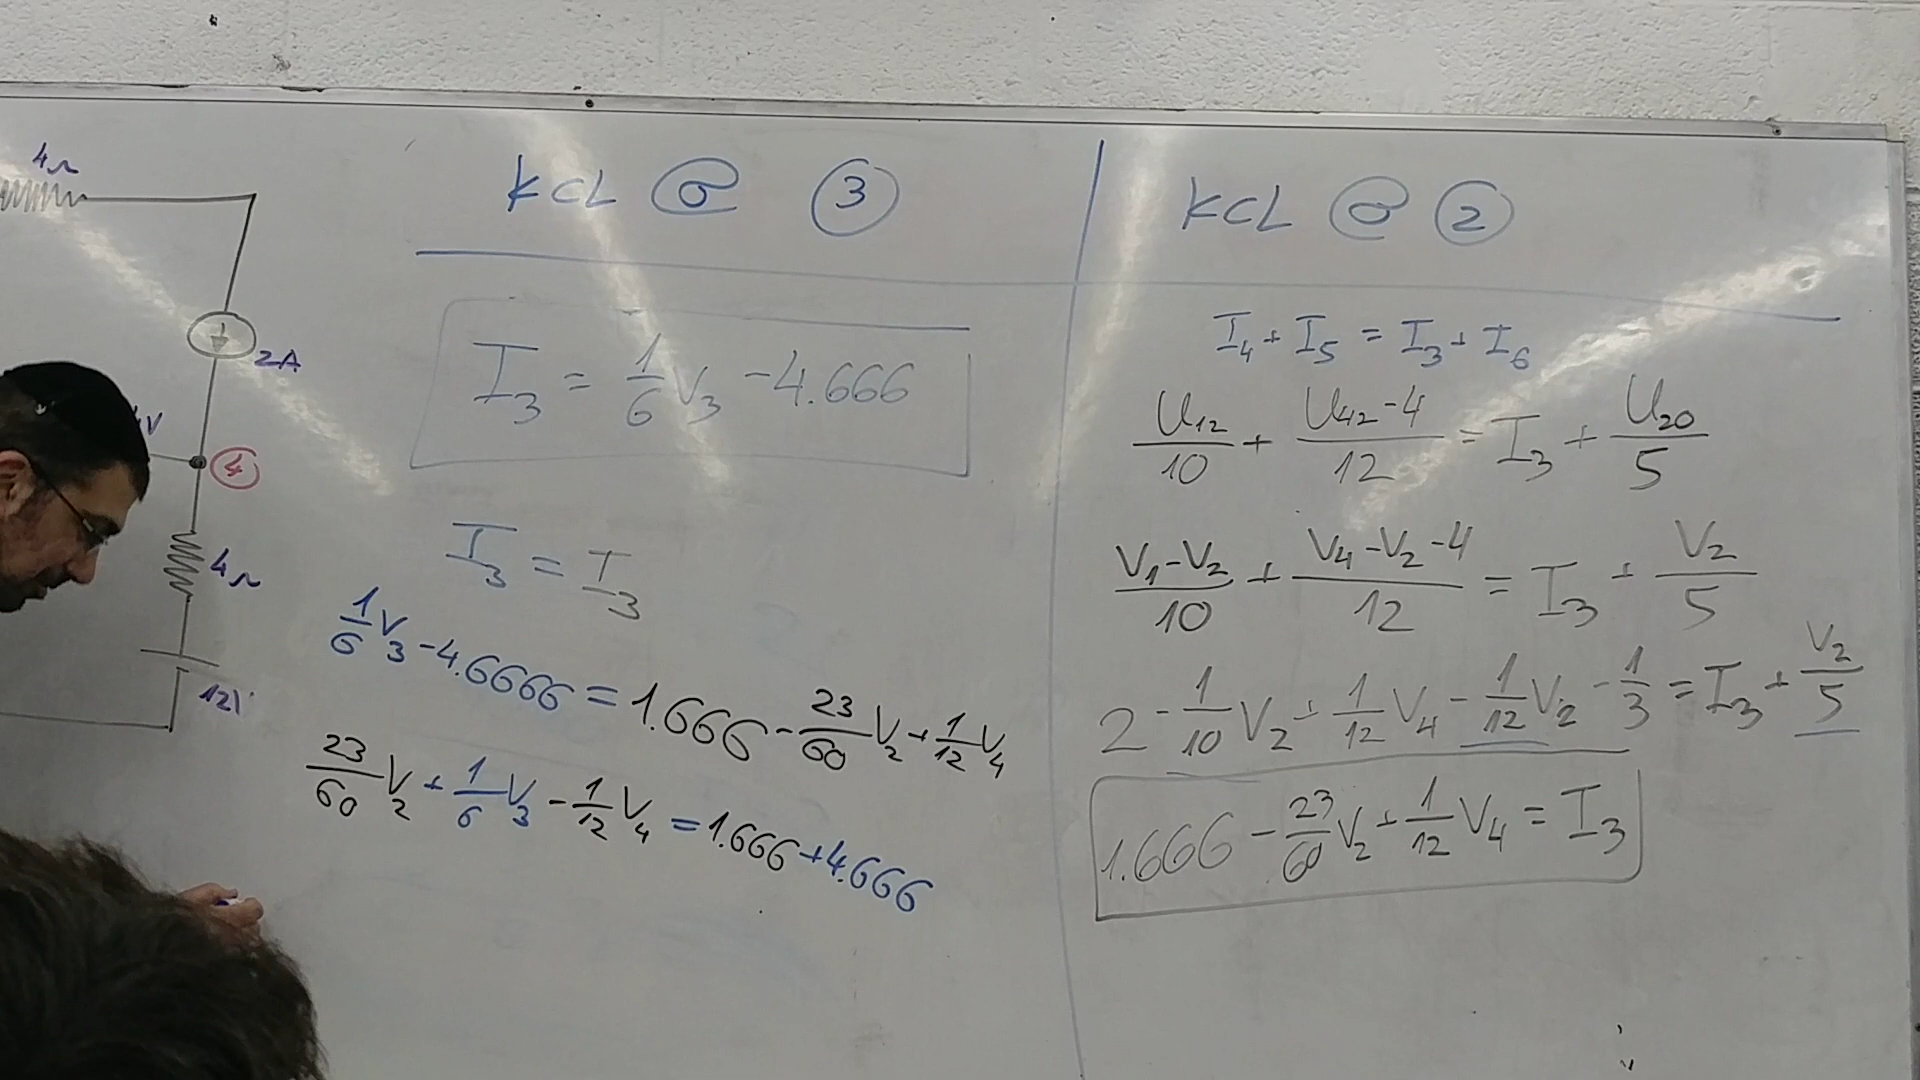 4Ω
2A
V
4
4Ω
12V
KCL @ 3
I₃ = 1/6 V₃ - 4.666
I₃ = I₃
1/6 V₃ - 4.6666 = 1.666 - 23/60 V₂ + 1/12 V₄
23/60 V₂ + 1/6 V₃ - 1/12 V₄ = 1.666 + 4.666
KCL @ 2
I₄ + I₅ = I₃ + I₆
U₁₂/10 + (U₄₂ - 4)/12 = I₃ + U₂₀/5
(V₁ - V₂)/10 + (V₄ - V₂ - 4)/12 = I₃ + V₂/5
2 - 1/10 V₂ + 1/12 V₄ - 1/12 V₂ - 1/3 = I₃ + V₂/5
1.666 - 23/60 V₂ + 1/12 V₄ = I₃